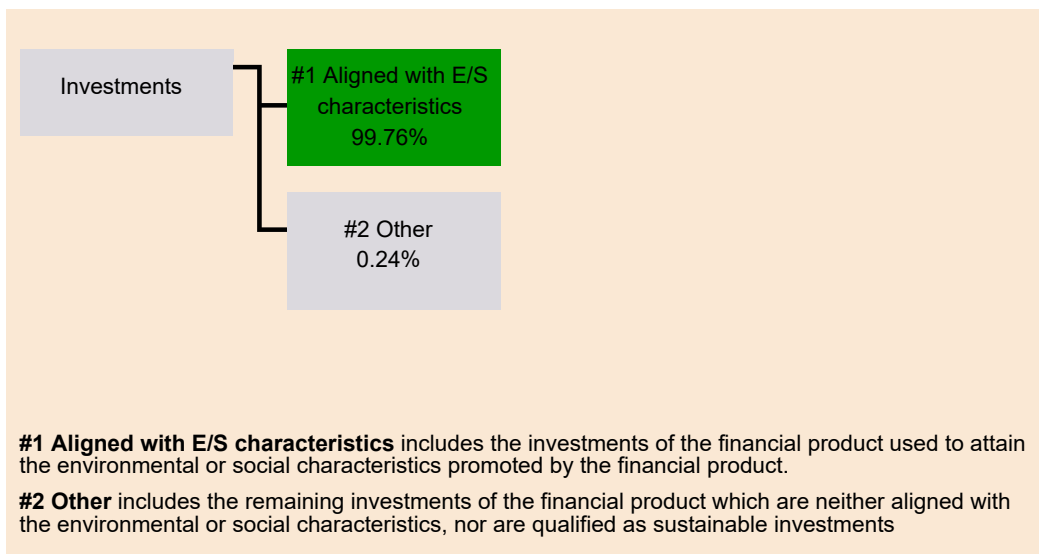 Investments
#1 Aligned with E/S
characteristics
99.76%
#2 Other
0.24%
#1 Aligned with E/S characteristics includes the investments of the financial product used to attain
the environmental or social characteristics promoted by the financial product.
#2 Other includes the remaining investments of the financial product which are neither aligned with
the environmental or social characteristics, nor are qualified as sustainable investments